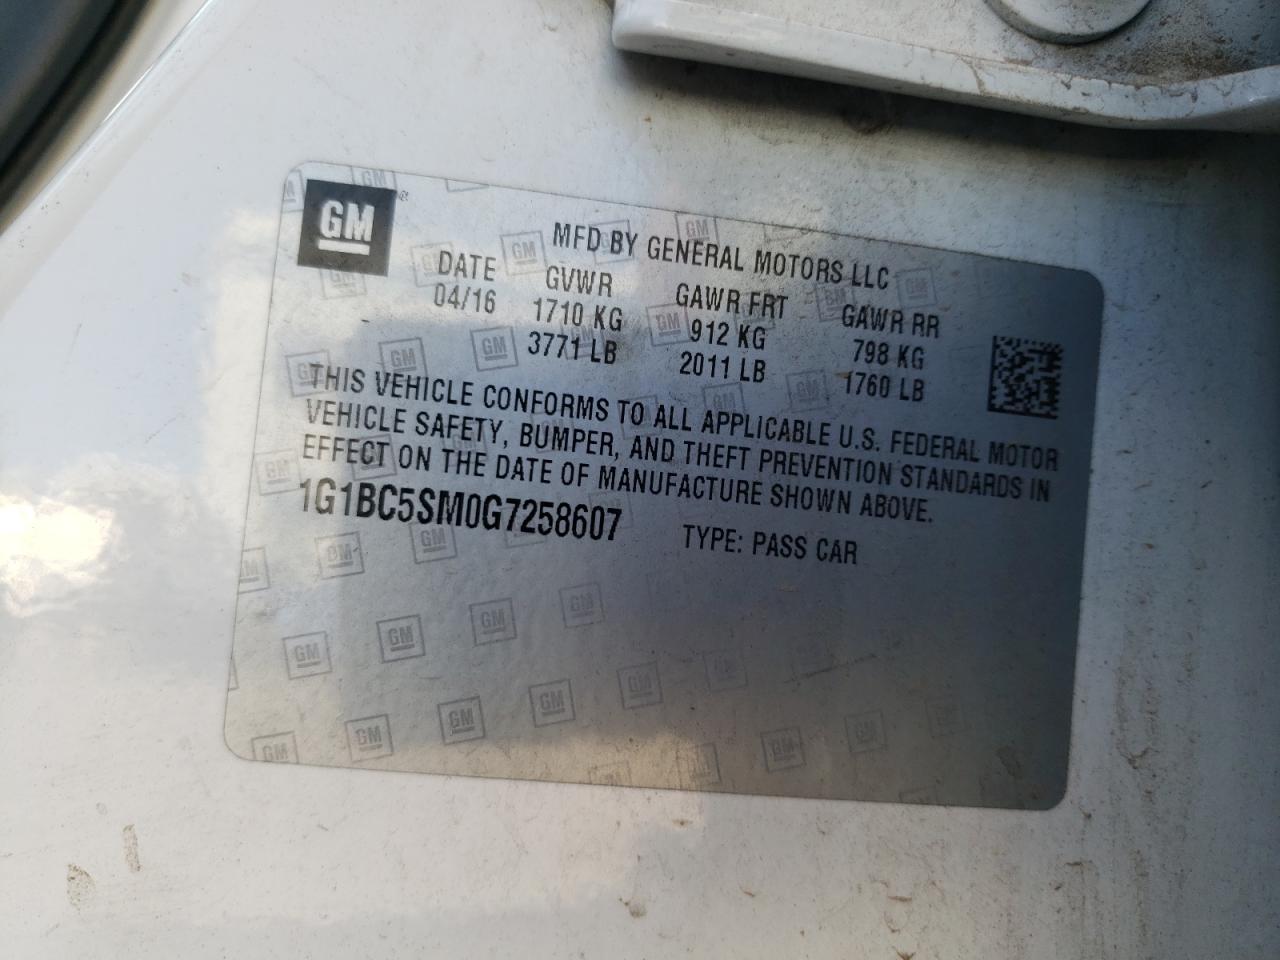 GM
MFD BY GENERAL MOTORS LLC
DATE GVWR GAWR FRT GAWR RR
04/16 1710 KG 912 KG 798 KG
3771 LB 2011 LB 1760 LB
THIS VEHICLE CONFORMS TO ALL APPLICABLE U.S. FEDERAL MOTOR
VEHICLE SAFETY, BUMPER, AND THEFT PREVENTION STANDARDS IN
EFFECT ON THE DATE OF MANUFACTURE SHOWN ABOVE.
1G1BC5SM0G7258607 TYPE: PASS CAR